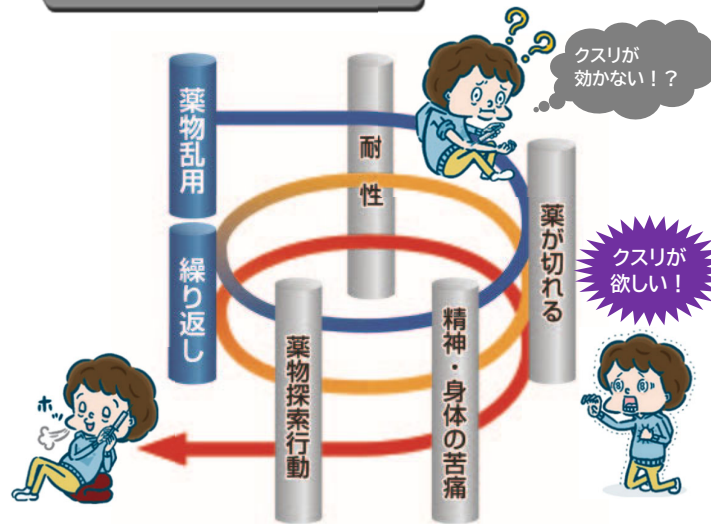 クスリが
効かない！？
薬物乱用
耐性
薬が切れる
クスリが
欲しい！
繰り返し
精神・身体の苦痛
薬物探索行動
ホッ
？？